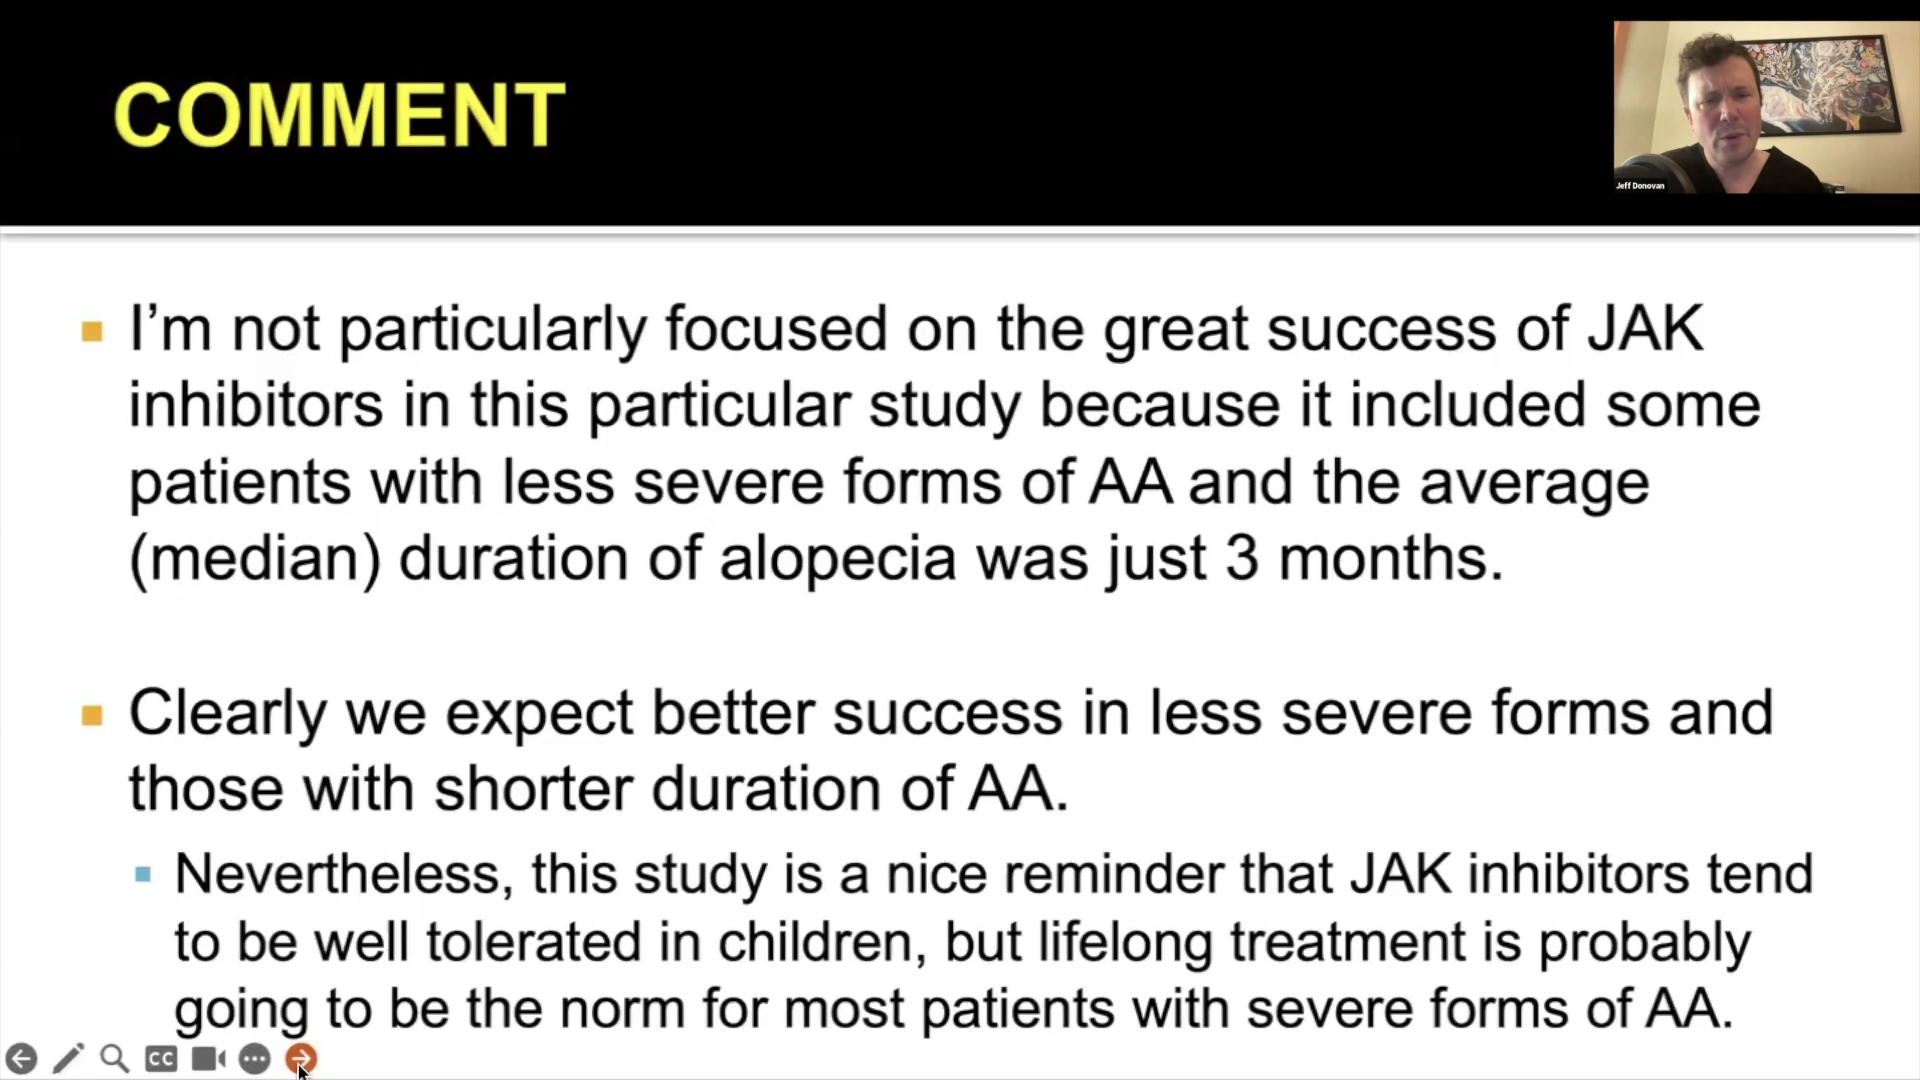 COMMENT
Jeff Donovan
I’m not particularly focused on the great success of JAK
inhibitors in this particular study because it included some
patients with less severe forms of AA and the average
(median) duration of alopecia was just 3 months.
Clearly we expect better success in less severe forms and
those with shorter duration of AA.
Nevertheless, this study is a nice reminder that JAK inhibitors tend
to be well tolerated in children, but lifelong treatment is probably
going to be the norm for most patients with severe forms of AA.
CC